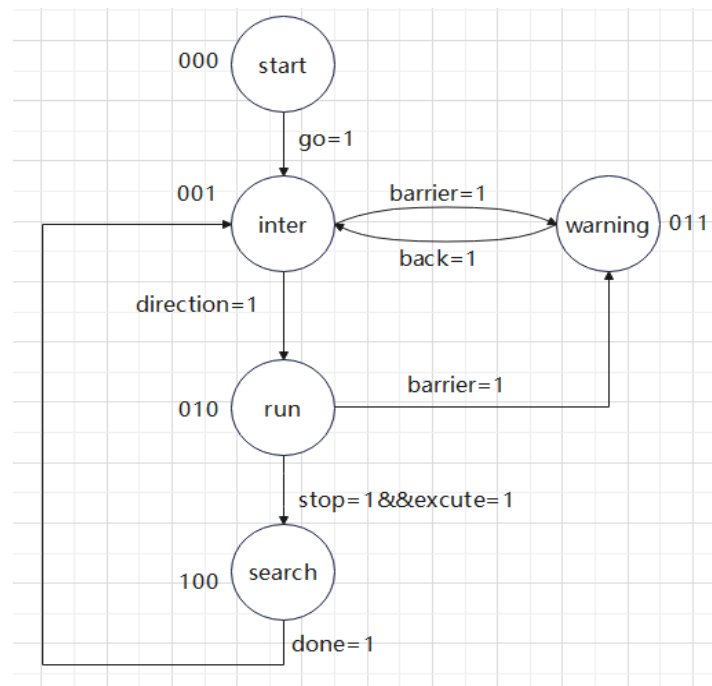 000
start
go=1
001
inter
barrier=1
back=1
warning
011
direction=1
010
run
barrier=1
stop=1&&excute=1
100
search
done=1